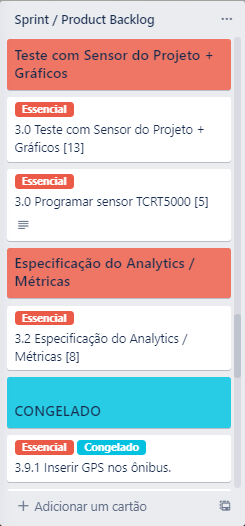 Sprint / Product Backlog
Teste com Sensor do Projeto +
Gráficos
Essencial
3.0 Teste com Sensor do Projeto +
Gráficos [13]
Essencial
3.0 Programar sensor TCRT5000 [5]
Especificação do Analytics /
Métricas
Essencial
3.2 Especificação do Analytics /
Métricas [8]
CONGELADO
Essencial Congelado
3.9.1 Inserir GPS nos ônibus.
+ Adicionar um cartão